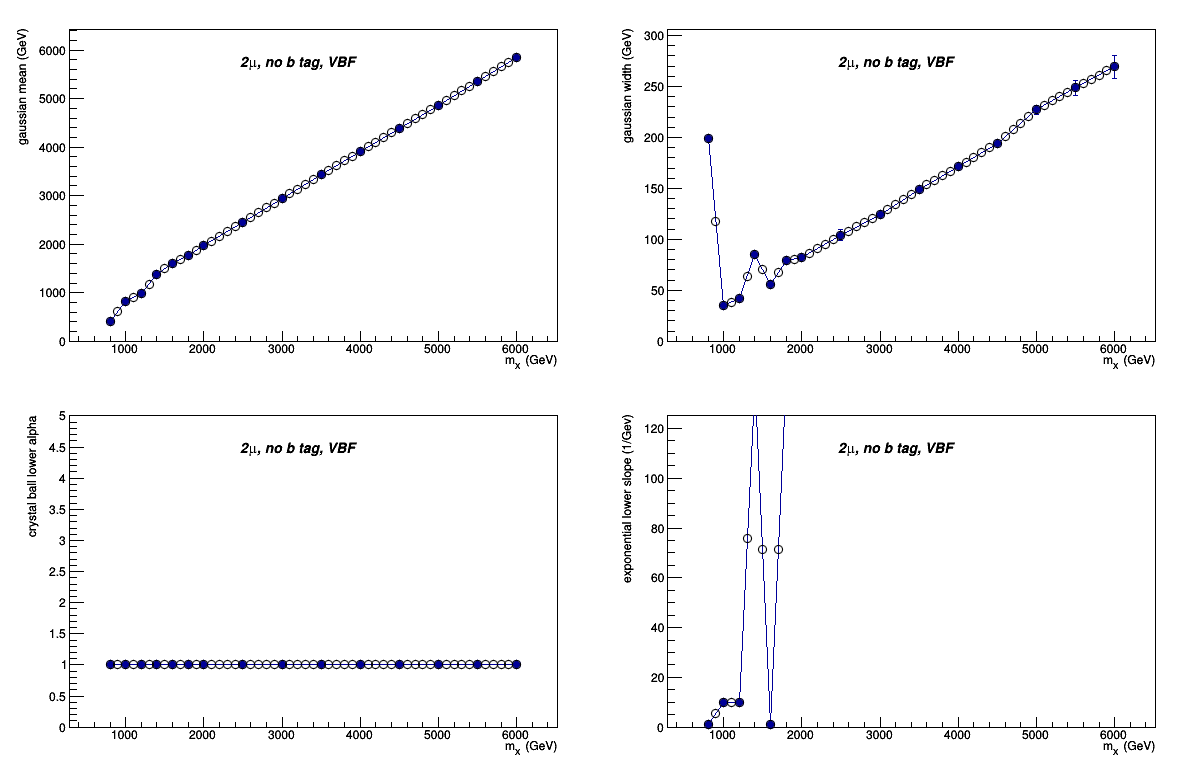 gaussian mean (GeV)
2μ, no b tag, VBF
6000
5000
4000
3000
2000
1000
0
1000 2000 3000 4000 5000 6000
mX (GeV)
gaussian width (GeV)
2μ, no b tag, VBF
300
250
200
150
100
50
0
1000 2000 3000 4000 5000 6000
mX (GeV)
crystal ball lower alpha
2μ, no b tag, VBF
5
4.5
4
3.5
3
2.5
2
1.5
1
0.5
0
1000 2000 3000 4000 5000 6000
mX (GeV)
exponential lower slope (1/Gev)
2μ, no b tag, VBF
120
100
80
60
40
20
0
1000 2000 3000 4000 5000 6000
mX (GeV)